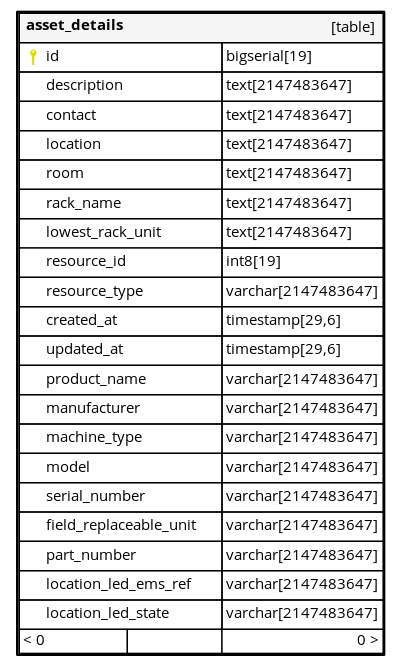 asset_details [table]
id bigserial[19]
description text[2147483647]
contact text[2147483647]
location text[2147483647]
room text[2147483647]
rack_name text[2147483647]
lowest_rack_unit text[2147483647]
resource_id int8[19]
resource_type varchar[2147483647]
created_at timestamp[29,6]
updated_at timestamp[29,6]
product_name varchar[2147483647]
manufacturer varchar[2147483647]
machine_type varchar[2147483647]
model varchar[2147483647]
serial_number varchar[2147483647]
field_replaceable_unit varchar[2147483647]
part_number varchar[2147483647]
location_led_ems_ref varchar[2147483647]
location_led_state varchar[2147483647]
< 0 0 >